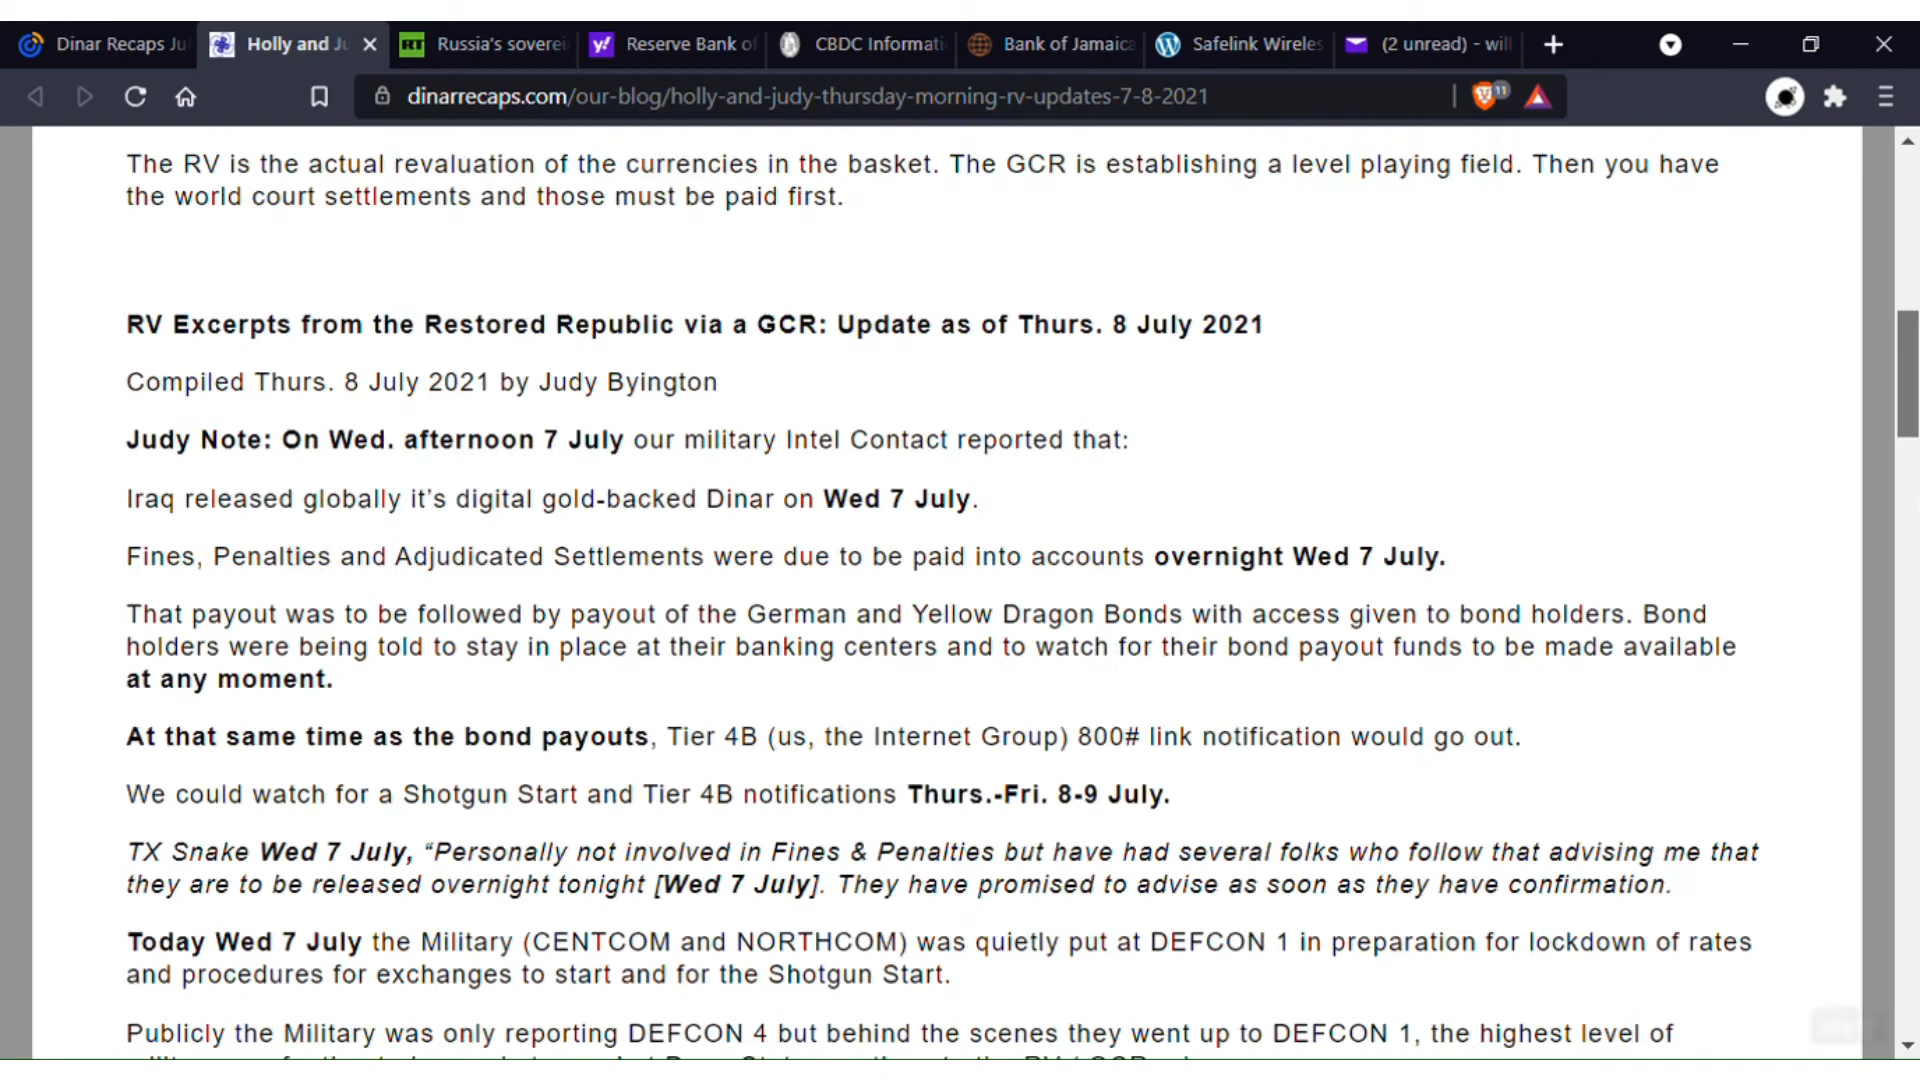 Dinar Recaps Ju
Holly and Ju
RT
Russia's soverei
y!
Reserve Bank of
CBDC Informati
Bank of Jamaica
Safelink Wireles
(2 unread) - will
dinarrecaps.com/our-blog/holly-and-judy-thursday-morning-rv-updates-7-8-2021
11
The RV is the actual revaluation of the currencies in the basket. The GCR is establishing a level playing field. Then you have
the world court settlements and those must be paid first.
RV Excerpts from the Restored Republic via a GCR: Update as of Thurs. 8 July 2021
Compiled Thurs. 8 July 2021 by Judy Byington
Judy Note: On Wed. afternoon 7 July our military Intel Contact reported that:
Iraq released globally it's digital gold-backed Dinar on Wed 7 July.
Fines, Penalties and Adjudicated Settlements were due to be paid into accounts overnight Wed 7 July.
That payout was to be followed by payout of the German and Yellow Dragon Bonds with access given to bond holders. Bond
holders were being told to stay in place at their banking centers and to watch for their bond payout funds to be made available
at any moment.
At that same time as the bond payouts, Tier 4B (us, the Internet Group) 800# link notification would go out.
We could watch for a Shotgun Start and Tier 4B notifications Thurs.-Fri. 8-9 July.
TX Snake Wed 7 July, “Personally not involved in Fines & Penalties but have had several folks who follow that advising me that
they are to be released overnight tonight [Wed 7 July]. They have promised to advise as soon as they have confirmation.
Today Wed 7 July the Military (CENTCOM and NORTHCOM) was quietly put at DEFCON 1 in preparation for lockdown of rates
and procedures for exchanges to start and for the Shotgun Start.
Publicly the Military was only reporting DEFCON 4 but behind the scenes they went up to DEFCON 1, the highest level of